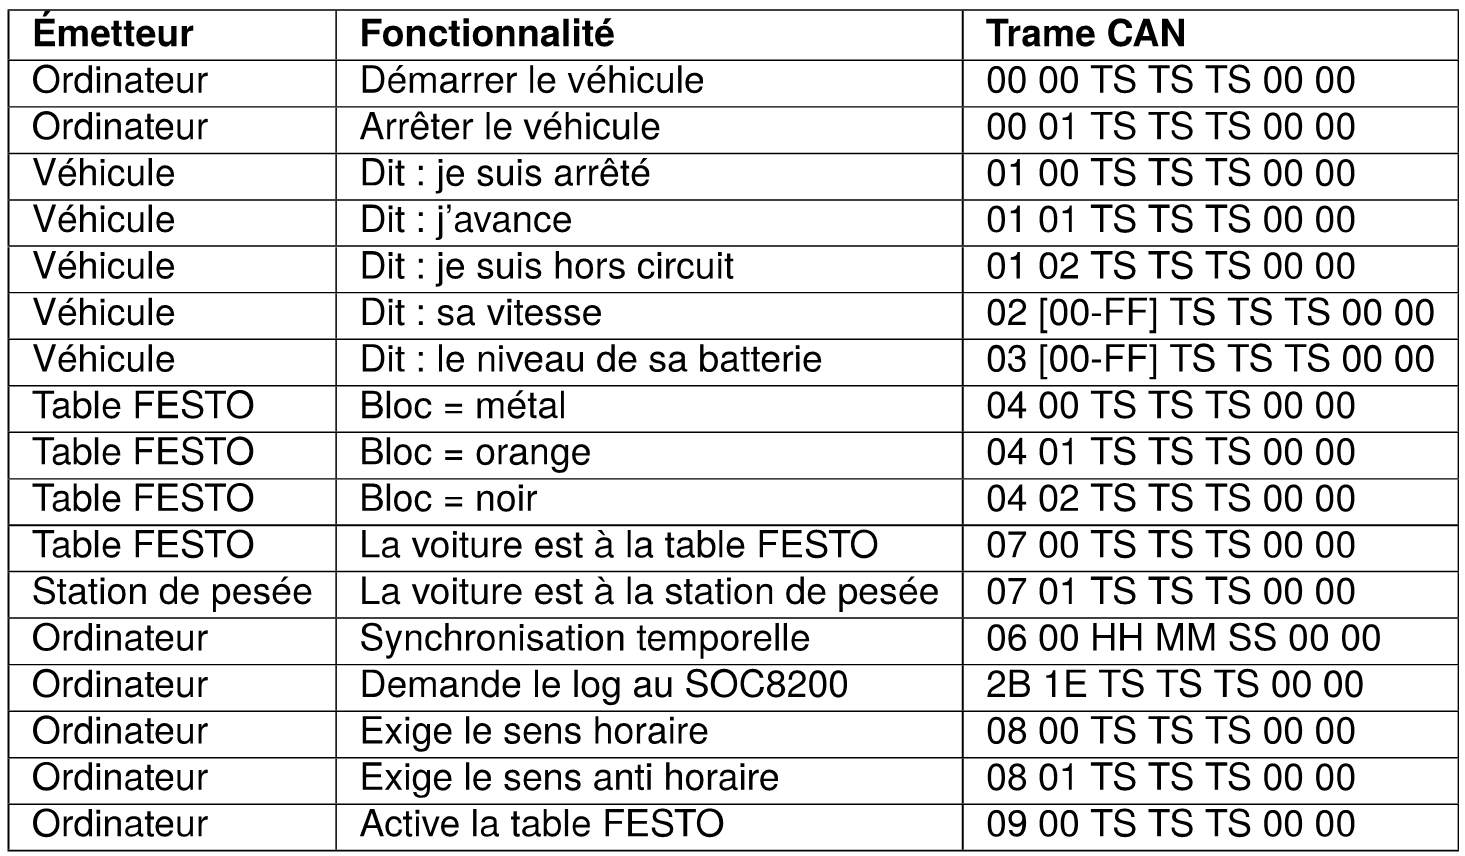 Émetteur Fonctionnalité Trame CAN
Ordinateur Démarrer le véhicule 00 00 TS TS TS 00 00
Ordinateur Arrêter le véhicule 00 01 TS TS TS 00 00
Véhicule Dit : je suis arrêté 01 00 TS TS TS 00 00
Véhicule Dit : j'avance 01 01 TS TS TS 00 00
Véhicule Dit : je suis hors circuit 01 02 TS TS TS 00 00
Véhicule Dit : sa vitesse 02 [00-FF] TS TS TS 00 00
Véhicule Dit : le niveau de sa batterie 03 [00-FF] TS TS TS 00 00
Table FESTO Bloc = métal 04 00 TS TS TS 00 00
Table FESTO Bloc = orange 04 01 TS TS TS 00 00
Table FESTO Bloc = noir 04 02 TS TS TS 00 00
Table FESTO La voiture est à la table FESTO 07 00 TS TS TS 00 00
Station de pesée La voiture est à la station de pesée 07 01 TS TS TS 00 00
Ordinateur Synchronisation temporelle 06 00 HH MM SS 00 00
Ordinateur Demande le log au SOC8200 2B 1E TS TS TS 00 00
Ordinateur Exige le sens horaire 08 00 TS TS TS 00 00
Ordinateur Exige le sens anti horaire 08 01 TS TS TS 00 00
Ordinateur Active la table FESTO 09 00 TS TS TS 00 00